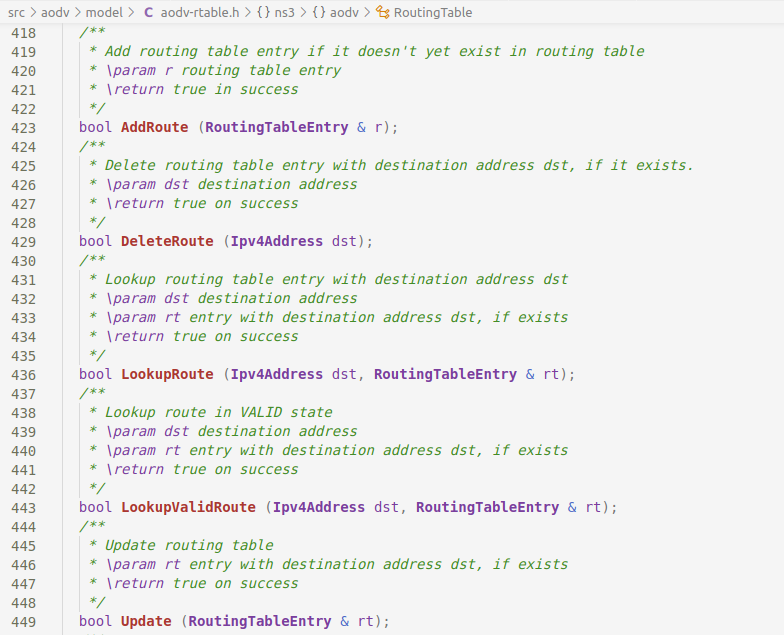 src > aodv > model > C aodv-rtable.h > {} ns3 > {} aodv > RoutingTable
418 /**
419 * Add routing table entry if it doesn't yet exist in routing table
420 * \param r routing table entry
421 * \return true in success
422 */
423 bool AddRoute (RoutingTableEntry & r);
424 /**
425 * Delete routing table entry with destination address dst, if it exists.
426 * \param dst destination address
427 * \return true on success
428 */
429 bool DeleteRoute (Ipv4Address dst);
430 /**
431 * Lookup routing table entry with destination address dst
432 * \param dst destination address
433 * \param rt entry with destination address dst, if exists
434 * \return true on success
435 */
436 bool LookupRoute (Ipv4Address dst, RoutingTableEntry & rt);
437 /**
438 * Lookup route in VALID state
439 * \param dst destination address
440 * \param rt entry with destination address dst, if exists
441 * \return true on success
442 */
443 bool LookupValidRoute (Ipv4Address dst, RoutingTableEntry & rt);
444 /**
445 * Update routing table
446 * \param rt entry with destination address dst, if exists
447 * \return true on success
448 */
449 bool Update (RoutingTableEntry & rt);